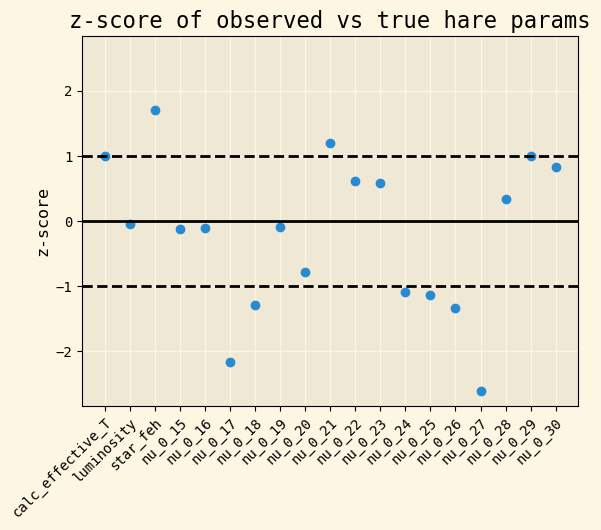 z-score of observed vs true hare params
z-score
2
1
0
−1
−2
calc_effective_T
luminosity
star_feh
nu_0_15
nu_0_16
nu_0_17
nu_0_18
nu_0_19
nu_0_20
nu_0_21
nu_0_22
nu_0_23
nu_0_24
nu_0_25
nu_0_26
nu_0_27
nu_0_28
nu_0_29
nu_0_30